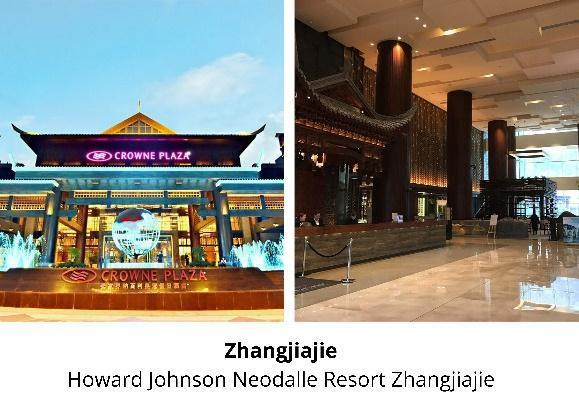 CROWNE PLAZA
CROWNE PLAZA
Zhangjiajie
Howard Johnson Neodalle Resort Zhangjiajie